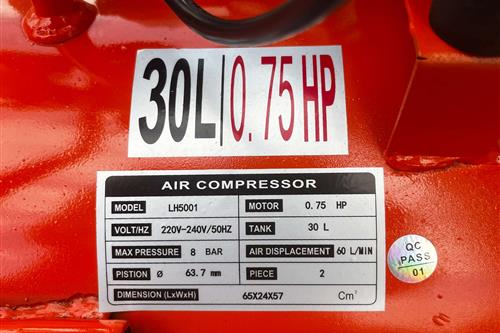 30L|0.75HP
AIR COMPRESSOR
MODEL LH5001 MOTOR 0.75 HP
VOLT/HZ 220V-240V/50HZ TANK 30 L
MAX PRESSURE 8 BAR AIR DISPLACEMENT 60 L/MIN
PISTION Ø 63.7 mm PIECE 2
DIMENSION (LxWxH) 65X24X57 Cm³
QC
PASS
01